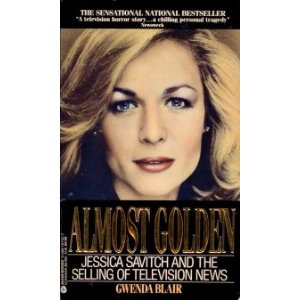 THE SENSATIONAL NATIONAL BESTSELLER
"A television horror story...a chilling personal tragedy"
Newsweek
ALMOST GOLDEN
JESSICA SAVITCH AND THE
SELLING OF TELEVISION NEWS
GWENDA BLAIR